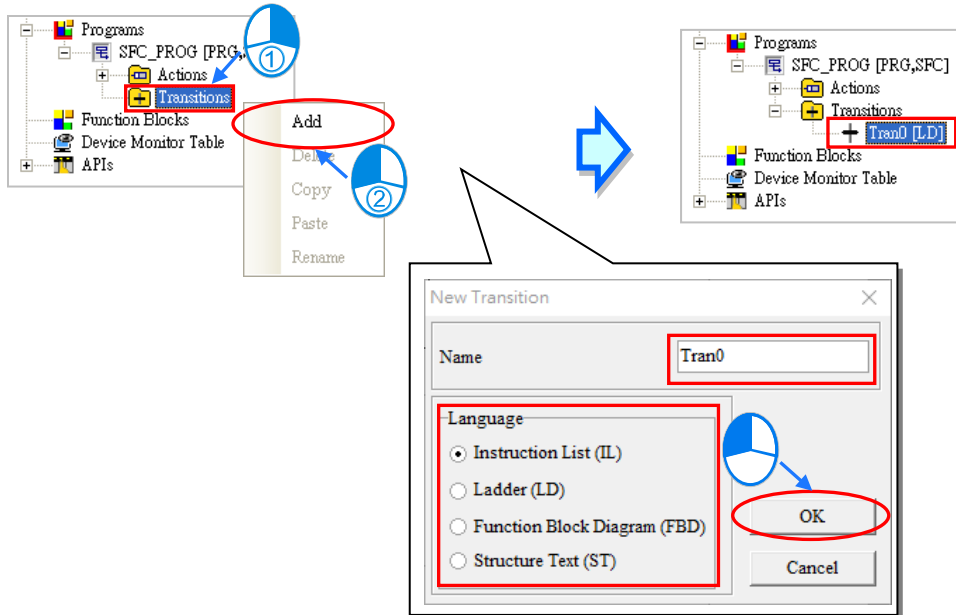 Programs
SFC_PROG [PRG,
Actions
Transitions
Function Blocks
Device Monitor Table
APIs
①
Add
Delete
Copy
Paste
Rename
②
Programs
SFC_PROG [PRG,SFC]
Actions
Transitions
Tran0 [LD]
Function Blocks
Device Monitor Table
APIs
New Transition
Name
Tran0
Language
Instruction List (IL)
Ladder (LD)
Function Block Diagram (FBD)
Structure Text (ST)
OK
Cancel